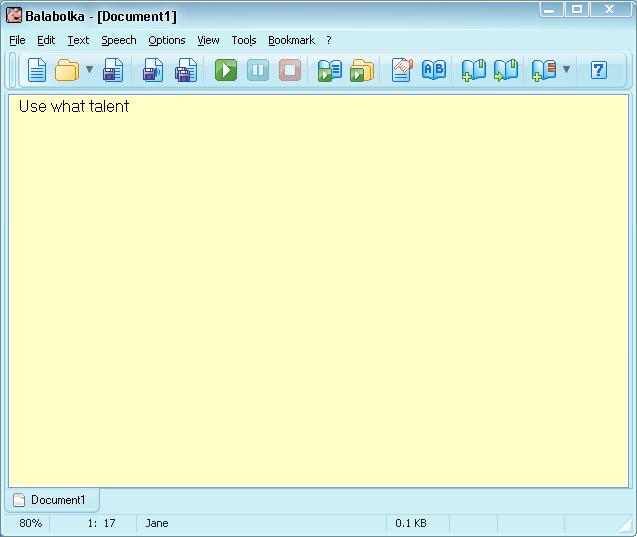 Balabolka - [Document1]
File Edit Text Speech Options View Tools Bookmark ?
AB ?
Use what talent
Document1
80% 1: 17 Jane 0.1 KB